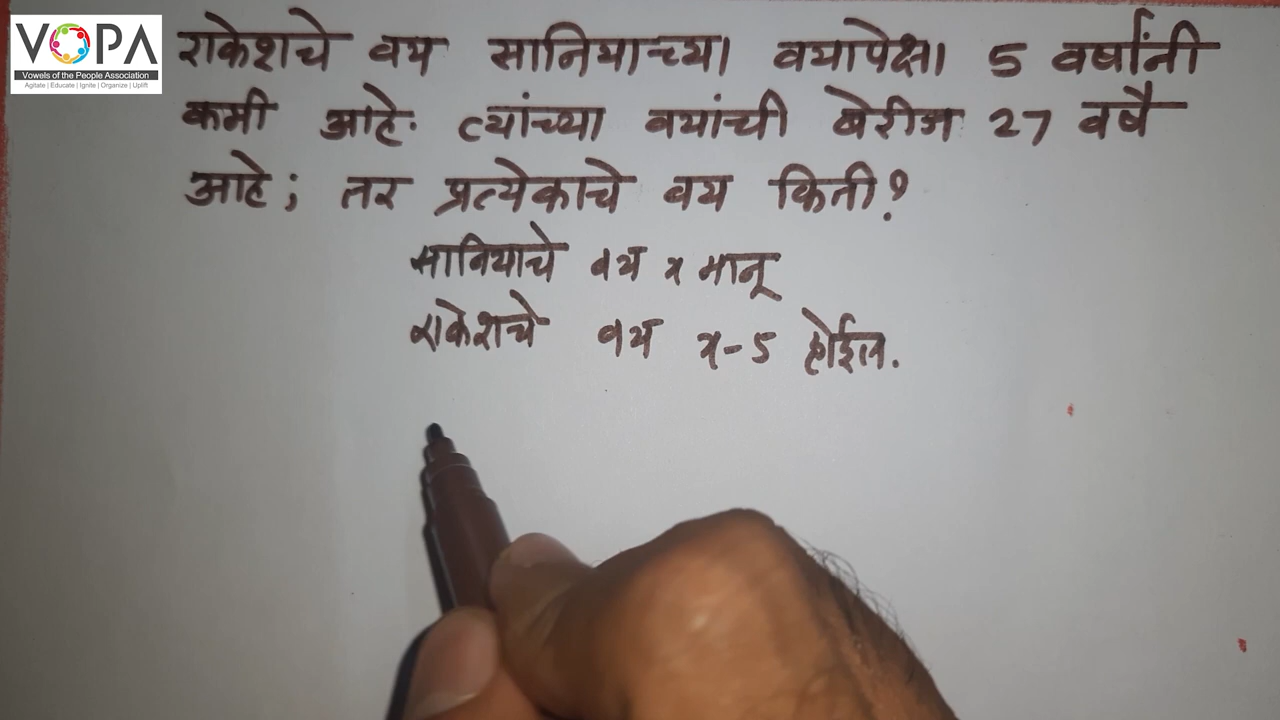 VOPA
Vowels of the People Association
Agitate | Educate | Ignite | Organize | Uplift
राकेशचे वय सानियाच्या वयापेक्षा 5 वर्षांनी
कमी आहे. त्यांच्या वयांची बेरीज 27 वर्षे
आहे; तर प्रत्येकाचे वय किती?
सानियाचे वय x मानू
राकेशचे वय x-5 होईल.